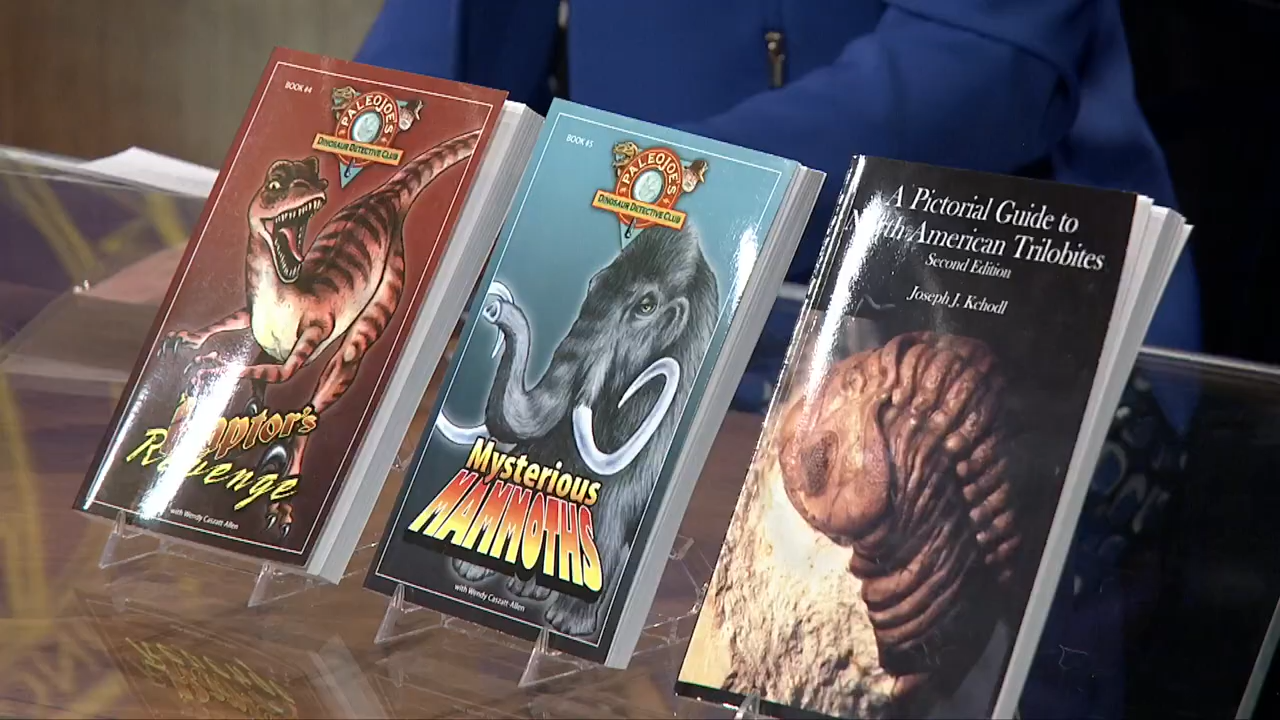 BOOK #4
PALEOJOE'S
DINOSAUR DETECTIVE CLUB
Raptor's
Revenge
with Wendy Caszatt-Allen
BOOK #5
PALEOJOE'S
DINOSAUR DETECTIVE CLUB
Mysterious
MAMMOTHS
with Wendy Caszatt-Allen
A Pictorial Guide to
North American Trilobites
Second Edition
Joseph J. Kchodl